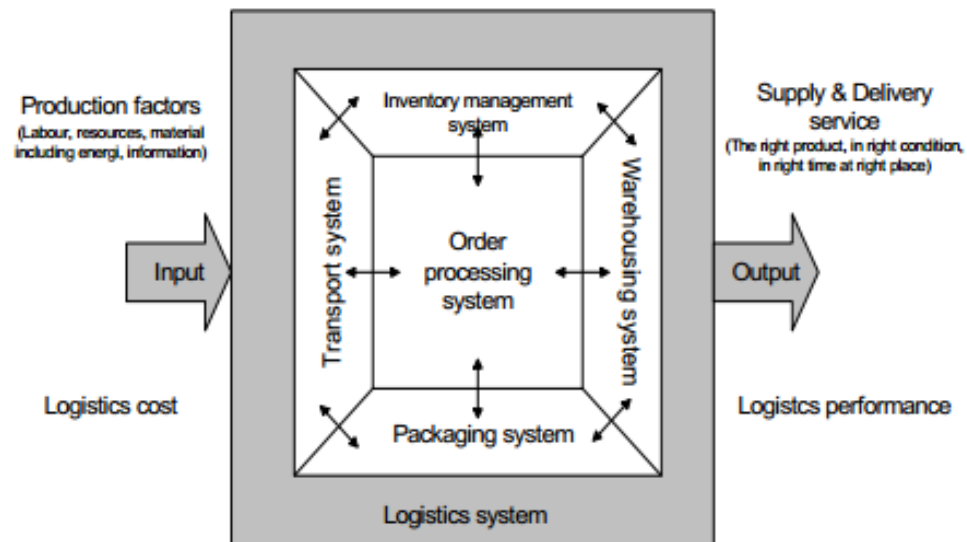 Production factors
(Labour, resources, material
including energi, information)
Input
Logistics cost
Inventory management
system
Transport system
Order
processing
system
Warehousing system
Packaging system
Logistics system
Supply & Delivery
service
(The right product, in right condition,
in right time at right place)
Output
Logistcs performance